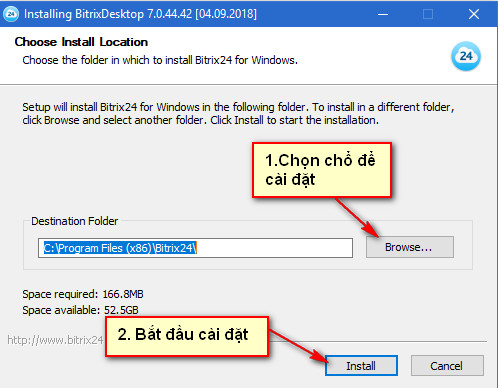 Installing BitrixDesktop 7.0.44.42 [04.09.2018]
Choose Install Location
Choose the folder in which to install Bitrix24 for Windows.
24
Setup will install Bitrix24 for Windows in the following folder. To install in a different folder,
click Browse and select another folder. Click Install to start the installation.
1.Chọn chổ để
cài đặt
Destination Folder
C:\Program Files (x86)\Bitrix24\
Browse...
Space required: 166.8MB
Space available: 52.5GB
http://www.bitrix24
2. Bắt đầu cài đặt
Install
Cancel